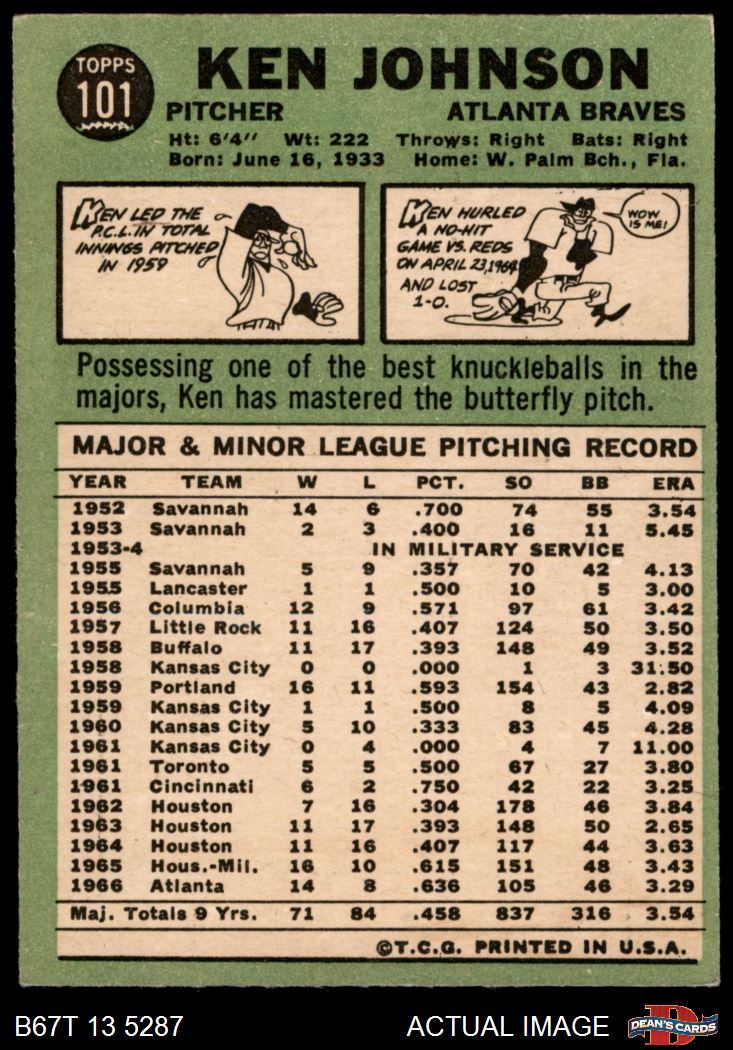 TOPPS
101
KEN JOHNSON
PITCHER ATLANTA BRAVES
Ht: 6'4" Wt: 222 Throws: Right Bats: Right
Born: June 16, 1933 Home: W. Palm Bch., Fla.
KEN LED THE
P.C.L. IN TOTAL
INNINGS PITCHED
IN 1959
KEN HURLED
A NO-HIT
GAME VS. REDS
ON APRIL 23, 1964
AND LOST
1-0.
WOW
IS ME!
Possessing one of the best knuckleballs in the
majors, Ken has mastered the butterfly pitch.
MAJOR & MINOR LEAGUE PITCHING RECORD
YEAR TEAM W L PCT. SO BB ERA
1952 Savannah 14 6 .700 74 55 3.54
1953 Savannah 2 3 .400 16 11 5.45
1953-4 IN MILITARY SERVICE
1955 Savannah 5 9 .357 70 42 4.13
1955 Lancaster 1 1 .500 10 5 3.00
1956 Columbia 12 9 .571 97 61 3.42
1957 Little Rock 11 16 .407 124 50 3.50
1958 Buffalo 11 17 .393 148 49 3.52
1958 Kansas City 0 0 .000 1 3 31.50
1959 Portland 16 11 .593 154 43 2.82
1959 Kansas City 1 1 .500 8 5 4.09
1960 Kansas City 5 10 .333 83 45 4.28
1961 Kansas City 0 4 .000 4 7 11.00
1961 Toronto 5 5 .500 67 27 3.80
1961 Cincinnati 6 2 .750 42 22 3.25
1962 Houston 7 16 .304 178 46 3.84
1963 Houston 11 17 .393 148 50 2.65
1964 Houston 11 16 .407 117 44 3.63
1965 Hous.-Mil. 16 10 .615 151 48 3.43
1966 Atlanta 14 8 .636 105 46 3.29
Maj. Totals 9 Yrs. 71 84 .458 837 316 3.54
©T.C.G. PRINTED IN U.S.A.
B67T 13 5287 ACTUAL IMAGE
D
DEAN'S CARDS